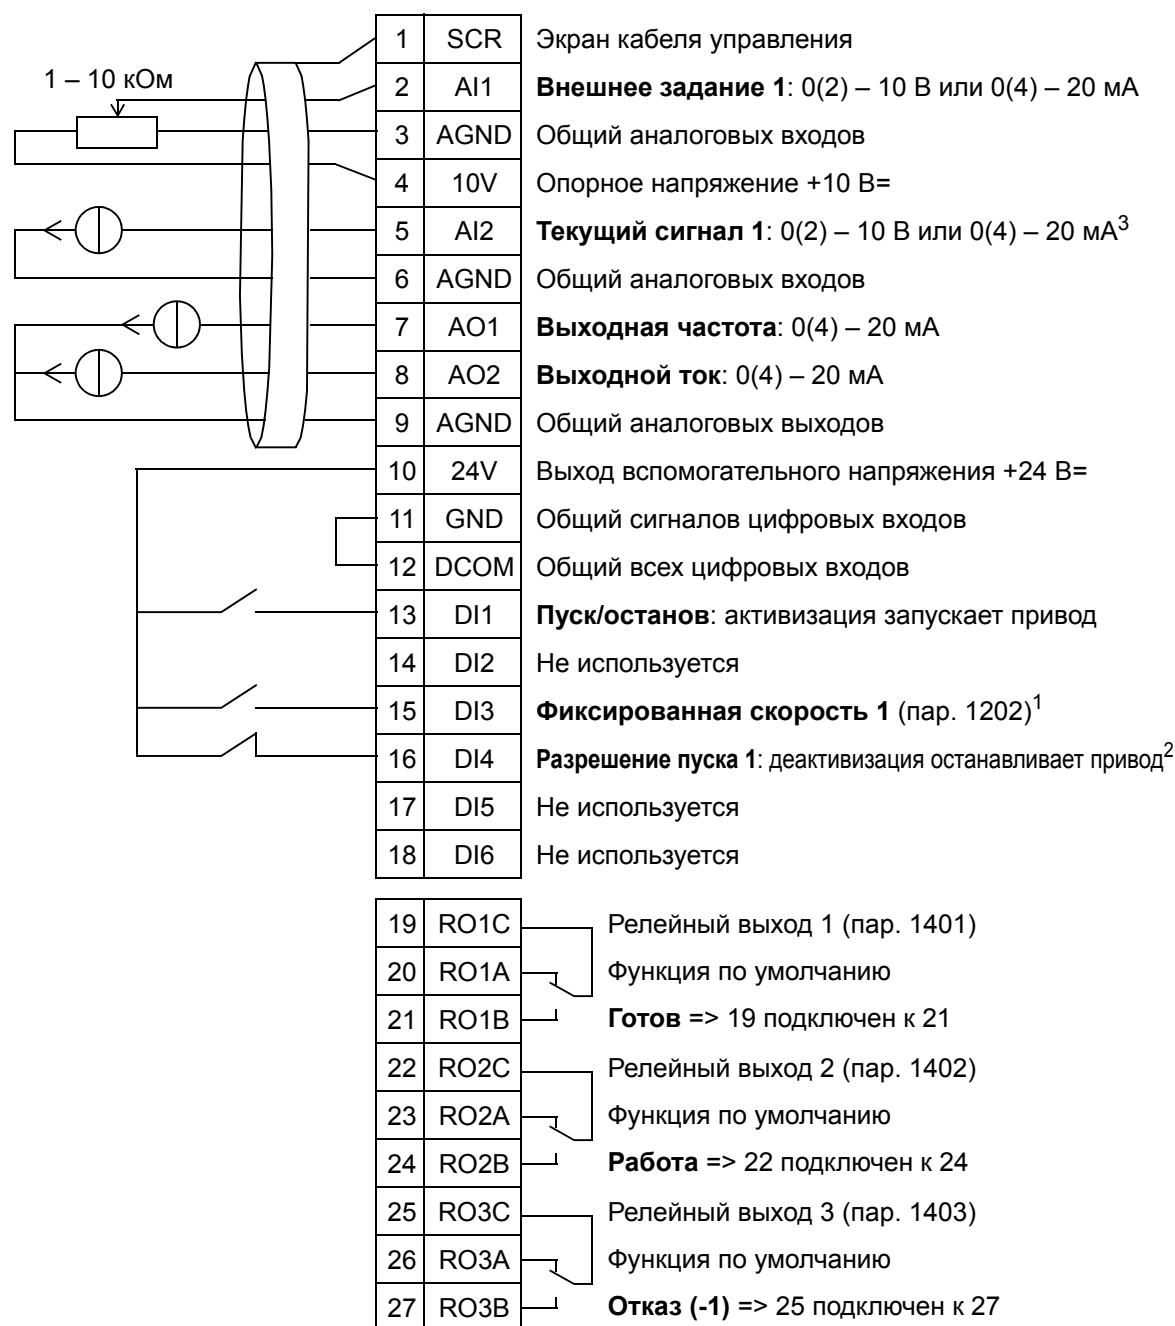 1 – 10 кОм
1 SCR Экран кабеля управления
2 AI1 Внешнее задание 1: 0(2) – 10 В или 0(4) – 20 мА
3 AGND Общий аналоговых входов
4 10V Опорное напряжение +10 В=
5 AI2 Текущий сигнал 1: 0(2) – 10 В или 0(4) – 20 мА3
6 AGND Общий аналоговых входов
7 AO1 Выходная частота: 0(4) – 20 мА
8 AO2 Выходной ток: 0(4) – 20 мА
9 AGND Общий аналоговых выходов
10 24V Выход вспомогательного напряжения +24 В=
11 GND Общий сигналов цифровых входов
12 DCOM Общий всех цифровых входов
13 DI1 Пуск/останов: активизация запускает привод
14 DI2 Не используется
15 DI3 Фиксированная скорость 1 (пар. 1202)1
16 DI4 Разрешение пуска 1: деактивизация останавливает привод2
17 DI5 Не используется
18 DI6 Не используется
19 RO1C Релейный выход 1 (пар. 1401)
20 RO1A Функция по умолчанию
21 RO1B Готов => 19 подключен к 21
22 RO2C Релейный выход 2 (пар. 1402)
23 RO2A Функция по умолчанию
24 RO2B Работа => 22 подключен к 24
25 RO3C Релейный выход 3 (пар. 1403)
26 RO3A Функция по умолчанию
27 RO3B Отказ (-1) => 25 подключен к 27